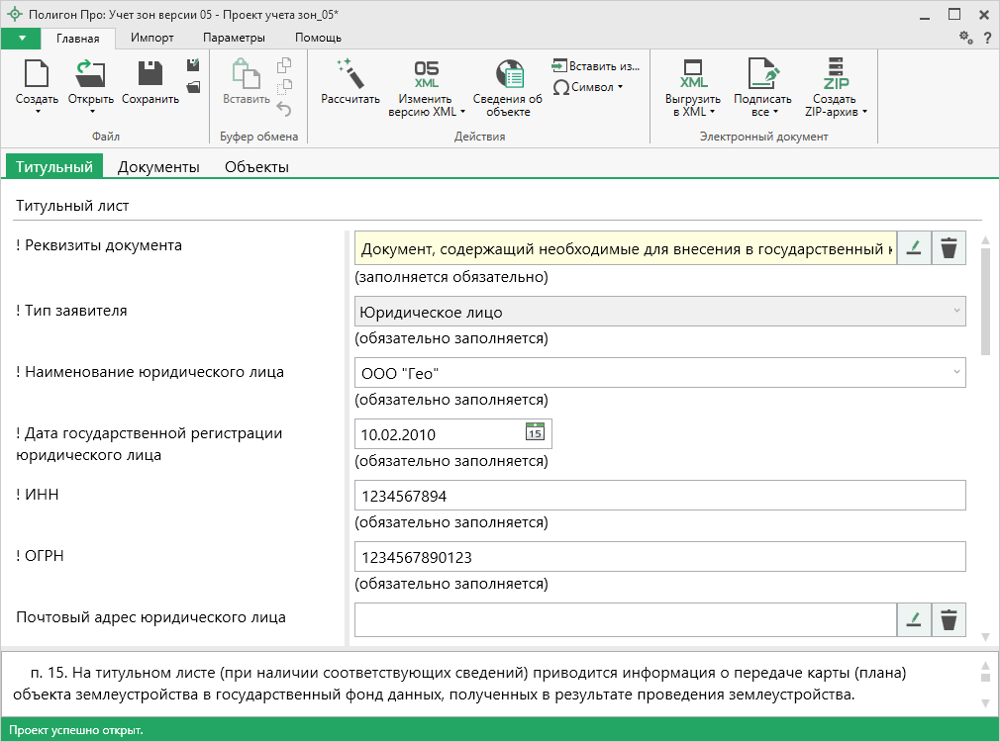 Полигон Про: Учет зон версии 05 - Проект учета зон_05*
Главная Импорт Параметры Помощь ?
Создать Открыть Сохранить
Файл
Вставить
Буфер обмена
Рассчитать
05
XML
Изменить
версию XML
Сведения об
объекте
Вставить из...
Символ
Действия
XML
Выгрузить
в XML
Подписать
все
ZIP
Создать
ZIP-архив
Электронный документ
Титульный Документы Объекты
Титульный лист
! Реквизиты документа
Документ, содержащий необходимые для внесения в государственный
(заполняется обязательно)
! Тип заявителя
Юридическое лицо
(обязательно заполняется)
! Наименование юридического лица
ООО "Гео"
(обязательно заполняется)
! Дата государственной регистрации
юридического лица
10.02.2010 15
(обязательно заполняется)
! ИНН
1234567894
(обязательно заполняется)
! ОГРН
1234567890123
(обязательно заполняется)
Почтовый адрес юридического лица
п. 15. На титульном листе (при наличии соответствующих сведений) приводится информация о передаче карты (плана)
объекта землеустройства в государственный фонд данных, полученных в результате проведения землеустройства.
Проект успешно открыт.